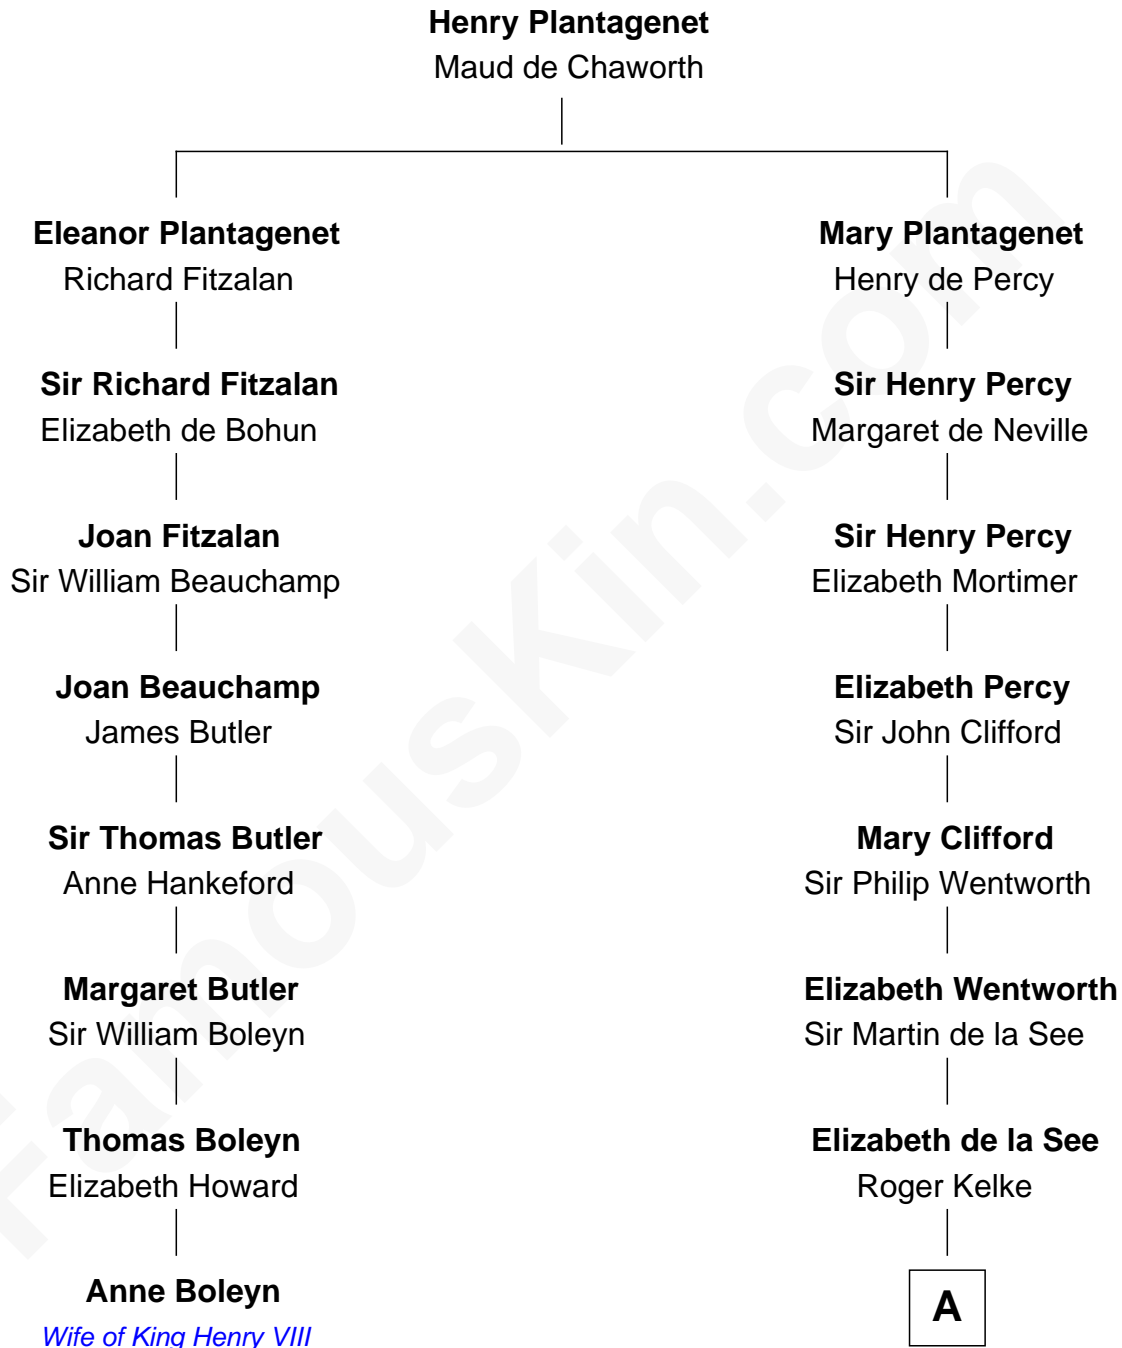 Henry Plantagenet
Maud de Chaworth
Eleanor Plantagenet
Richard Fitzalan
Mary Plantagenet
Henry de Percy
Sir Richard Fitzalan
Elizabeth de Bohun
Sir Henry Percy
Margaret de Neville
Joan Fitzalan
Sir William Beauchamp
Sir Henry Percy
Elizabeth Mortimer
Joan Beauchamp
James Butler
Elizabeth Percy
Sir John Clifford
Sir Thomas Butler
Anne Hankeford
Mary Clifford
Sir Philip Wentworth
Margaret Butler
Sir William Boleyn
Elizabeth Wentworth
Sir Martin de la See
Thomas Boleyn
Elizabeth Howard
Elizabeth de la See
Roger Kelke
Anne Boleyn
Wife of King Henry VIII
A
FamousKin.com